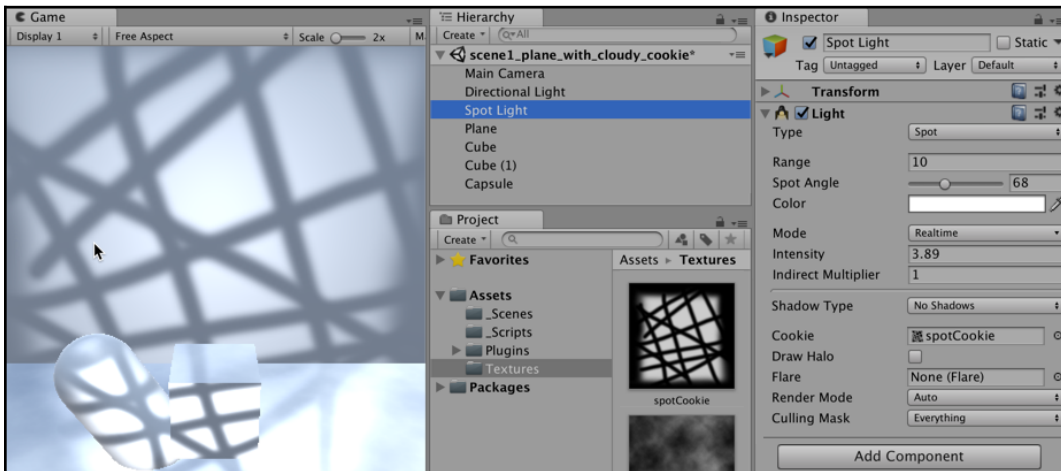 Game
Display 1 Free Aspect Scale 2x M
Hierarchy
Create All
scene1_plane_with_cloudy_cookie*
Main Camera
Directional Light
Spot Light
Plane
Cube
Cube (1)
Capsule
Project
Create
Favorites
Assets
_Scenes
_Scripts
Plugins
Textures
Packages
Assets Textures
spotCookie
Inspector
Spot Light Static
Tag Untagged Layer Default
Transform
Light
Type Spot
Range 10
Spot Angle 68
Color
Mode Realtime
Intensity 3.89
Indirect Multiplier 1
Shadow Type No Shadows
Cookie spotCookie
Draw Halo
Flare None (Flare)
Render Mode Auto
Culling Mask Everything
Add Component